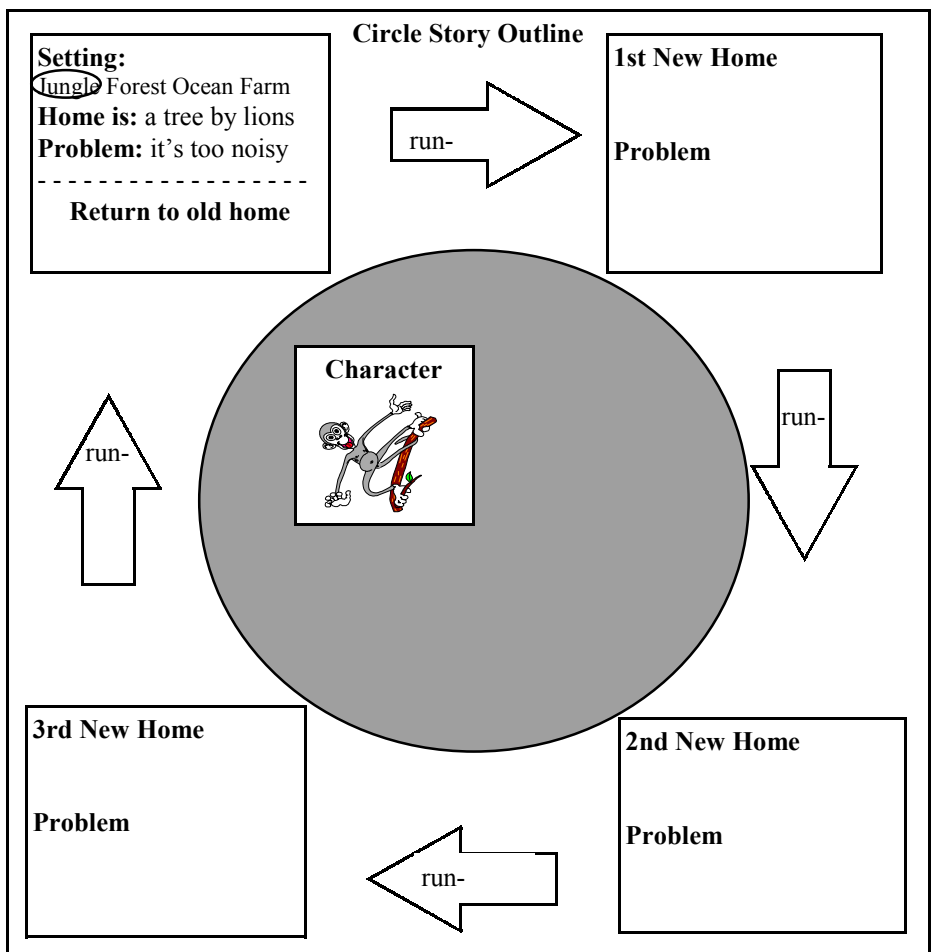 Circle Story Outline
Setting:
Jungle Forest Ocean Farm
Home is: a tree by lions
Problem: it's too noisy
- - - - - - - - - - - - - - - - - -
Return to old home
run-
1st New Home
Problem
run-
2nd New Home
Problem
run-
3rd New Home
Problem
run-
Character